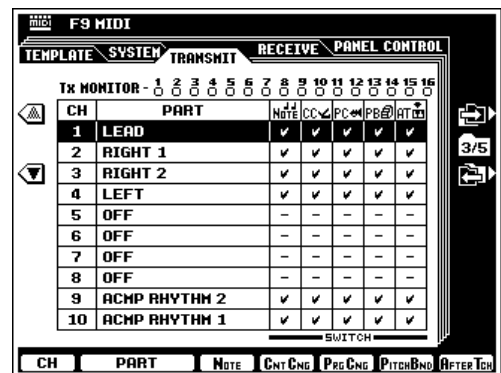 midi F9 MIDI
TEMPLATE SYSTEM TRANSMIT RECEIVE PANEL CONTROL
Tx MONITOR - 1 2 3 4 5 6 7 8 9 10 11 12 13 14 15 16
CH PART NOTE CC PC PB AT
1 LEAD ✓ ✓ ✓ ✓ ✓
2 RIGHT 1 ✓ ✓ ✓ ✓ ✓
3/5
3 RIGHT 2 ✓ ✓ ✓ ✓ ✓
4 LEFT ✓ ✓ ✓ ✓ ✓
5 OFF – – – – –
6 OFF – – – – –
7 OFF – – – – –
8 OFF – – – – –
9 ACMP RHYTHM 2 ✓ ✓ ✓ ✓ ✓
10 ACMP RHYTHM 1 ✓ ✓ ✓ ✓ ✓
SWITCH
CH PART NOTE CNT CNG PRG CNG PITCHBND AFTER TCH